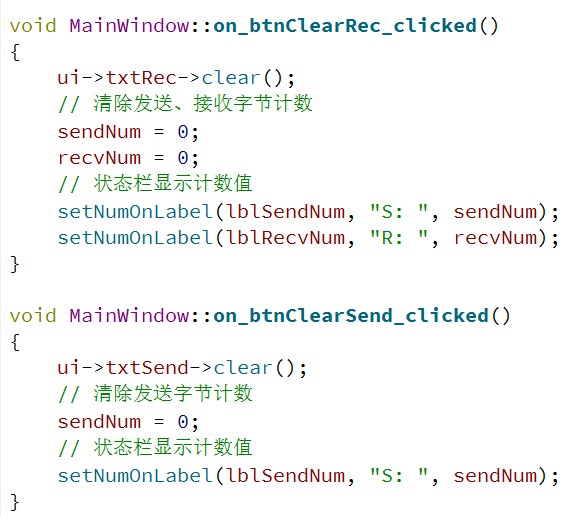 void MainWindow::on_btnClearRec_clicked()
{
    ui->txtRec->clear();
    // 清除发送、接收字节计数
    sendNum = 0;
    recvNum = 0;
    // 状态栏显示计数值
    setNumOnLabel(lblSendNum, "S: ", sendNum);
    setNumOnLabel(lblRecvNum, "R: ", recvNum);
}

void MainWindow::on_btnClearSend_clicked()
{
    ui->txtSend->clear();
    // 清除发送字节计数
    sendNum = 0;
    // 状态栏显示计数值
    setNumOnLabel(lblSendNum, "S: ", sendNum);
}